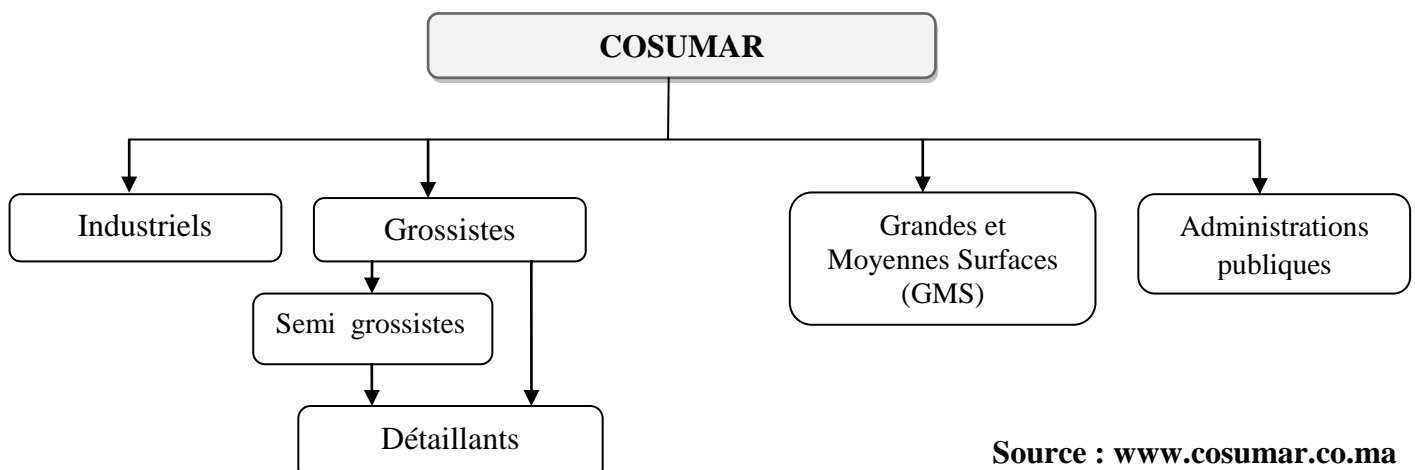 COSUMAR
Industriels
Grossistes
Grandes et
Moyennes Surfaces
(GMS)
Administrations
publiques
Semi grossistes
Détaillants
Source : www.cosumar.co.ma